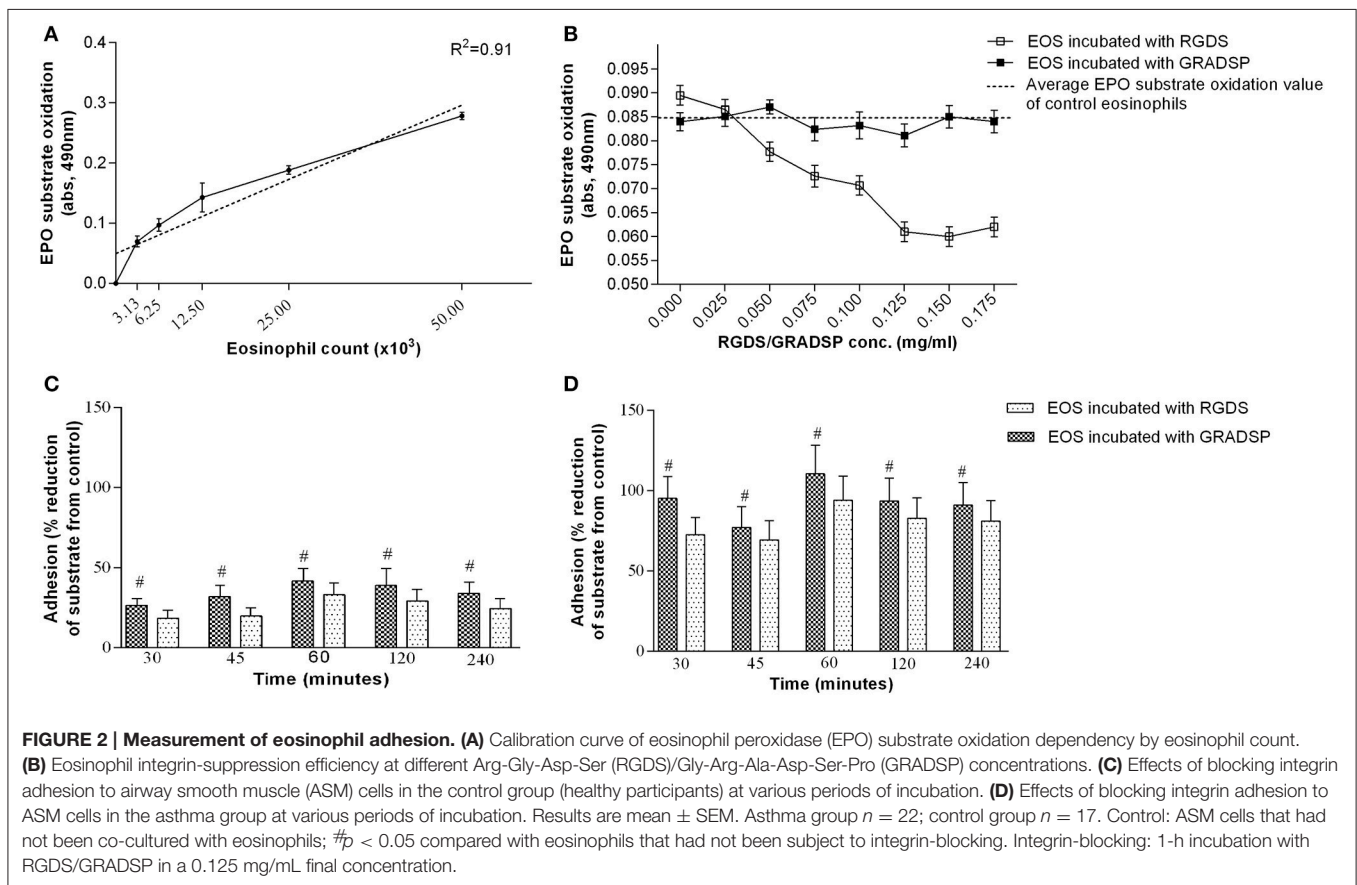 A
0.4
0.3
0.2
0.1
0.0
EPO substrate oxidation
(abs, 490nm)
R²=0.91
3.13
6.25
12.50
25.00
50.00
Eosinophil count (x10³)
B
0.095
0.090
0.085
0.080
0.075
0.070
0.065
0.060
0.055
0.050
EPO substrate oxidation
(abs, 490nm)
0.000
0.025
0.050
0.075
0.100
0.125
0.150
0.175
RGDS/GRADSP conc. (mg/ml)
EOS incubated with RGDS
EOS incubated with GRADSP
Average EPO substrate oxidation value
of control eosinophils
C
150
100
50
0
Adhesion (% reduction
of substrate from control)
# # # # #
30 45 60 120 240
Time (minutes)
D
150
100
50
0
Adhesion (% reduction
of substrate from control)
# # # # #
30 45 60 120 240
Time (minutes)
EOS incubated with RGDS
EOS incubated with GRADSP
FIGURE 2 | Measurement of eosinophil adhesion. (A) Calibration curve of eosinophil peroxidase (EPO) substrate oxidation dependency by eosinophil count.
(B) Eosinophil integrin-suppression efficiency at different Arg-Gly-Asp-Ser (RGDS)/Gly-Arg-Ala-Asp-Ser-Pro (GRADSP) concentrations. (C) Effects of blocking integrin
adhesion to airway smooth muscle (ASM) cells in the control group (healthy participants) at various periods of incubation. (D) Effects of blocking integrin adhesion to
ASM cells in the asthma group at various periods of incubation. Results are mean ± SEM. Asthma group n = 22; control group n = 17. Control: ASM cells that had
not been co-cultured with eosinophils; #p < 0.05 compared with eosinophils that had not been subject to integrin-blocking. Integrin-blocking: 1-h incubation with
RGDS/GRADSP in a 0.125 mg/mL final concentration.